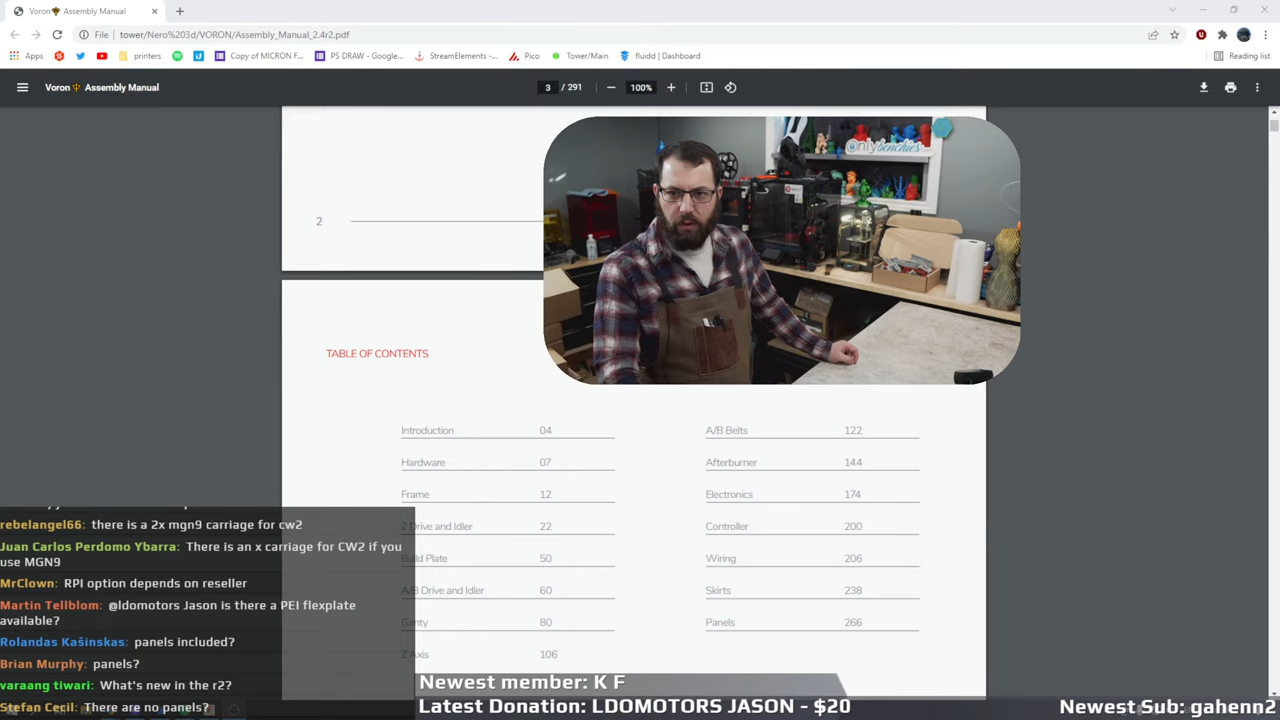 Voron Assembly Manual
File | tower/Nero%203d/VORON/Assembly_Manual_2.4r2.pdf
Apps printers Copy of MICRON F... PS DRAW - Google... StreamElements -... Pico Tower/Main fluidd | Dashboard Reading list
Voron Assembly Manual 3 / 291 100%
@onlybenchies
2
TABLE OF CONTENTS
Introduction 04 A/B Belts 122
Hardware 07 Afterburner 144
Frame 12 Electronics 174
Z Drive and Idler 22 Controller 200
Build Plate 50 Wiring 206
A/B Drive and Idler 60 Skirts 238
Gantry 80 Panels 266
Z Axis 106
rebelangel66: there is a 2x mgn9 carriage for cw2
Juan Carlos Perdomo Ybarra: There is an x carriage for CW2 if you
use MGN9
MrClown: RPI option depends on reseller
Martin Tellblom: @ldomotors Jason is there a PEI flexplate
available?
Rolandas Kašinskas: panels included?
Brian Murphy: panels?
varaang tiwari: What's new in the r2?
Stefan Cecil: There are no panels?
Newest member: K F
Latest Donation: LDOMOTORS JASON - $20
Newest Sub: gahenn2